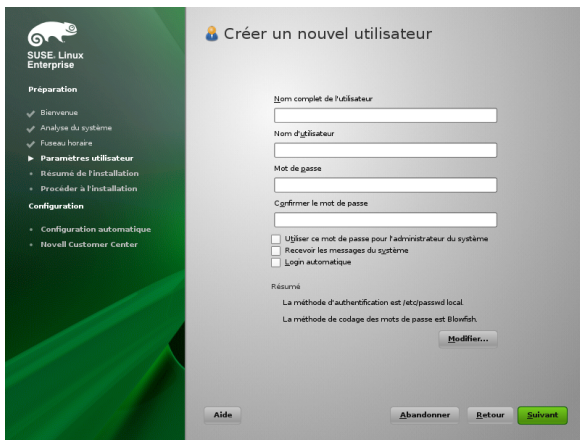 SUSE. Linux
Enterprise
Préparation
Bienvenue
Analyse du système
Fuseau horaire
Paramètres utilisateur
Résumé de l'installation
Procéder à l'installation
Configuration
Configuration automatique
Novell Customer Center
Créer un nouvel utilisateur
Nom complet de l'utilisateur
Nom d'utilisateur
Mot de passe
Confirmer le mot de passe
Utiliser ce mot de passe pour l'administrateur du système
Recevoir les messages du système
Login automatique
Résumé
La méthode d'authentification est /etc/passwd local.
La méthode de codage des mots de passe est Blowfish.
Modifier...
Aide
Abandonner
Retour
Suivant